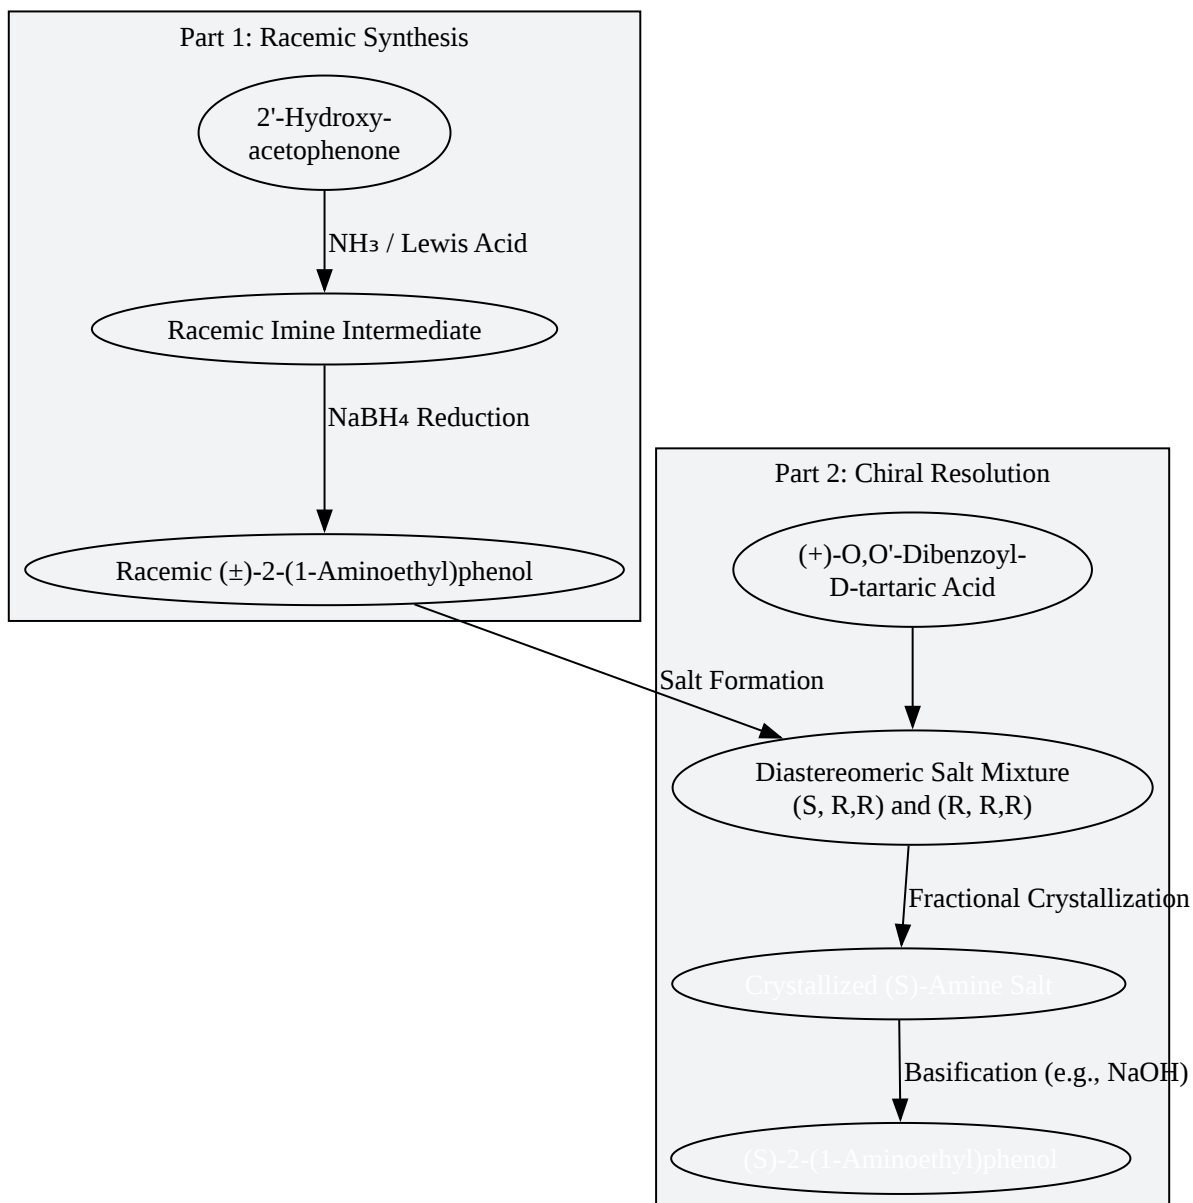 Part 1: Racemic Synthesis
2'-Hydroxy-
acetophenone
NH₃ / Lewis Acid
Racemic Imine Intermediate
NaBH₄ Reduction
Racemic (±)-2-(1-Aminoethyl)phenol
Part 2: Chiral Resolution
(+)-O,O'-Dibenzoyl-
D-tartaric Acid
Salt Formation
Diastereomeric Salt Mixture
(S, R,R) and (R, R,R)
Fractional Crystallization
Crystallized (S)-Amine Salt
Basification (e.g., NaOH)
(S)-2-(1-Aminoethyl)phenol